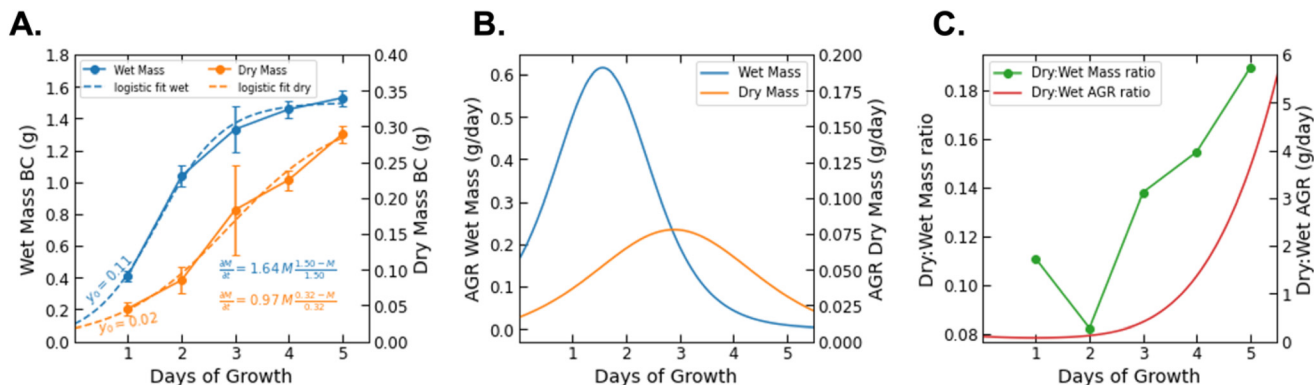 A.
Wet Mass BC (g)
1.8
1.6
1.4
1.2
1.0
0.8
0.6
0.4
0.2
0.0
Wet Mass
logistic fit wet
Dry Mass
logistic fit dry
y₀ = 0.11
y₀ = 0.02
∂M/∂t = 1.64 M (1.50 − M)/1.50
∂M/∂t = 0.97 M (0.32 − M)/0.32
0.40
0.35
0.30
0.25
0.20
0.15
0.10
0.05
0.00
Dry Mass BC (g)
1 2 3 4 5
Days of Growth
B.
AGR Wet Mass (g/day)
0.6
0.5
0.4
0.3
0.2
0.1
0.0
Wet Mass
Dry Mass
0.200
0.175
0.150
0.125
0.100
0.075
0.050
0.025
0.000
AGR Dry Mass (g/day)
1 2 3 4 5
Days of Growth
C.
Dry:Wet Mass ratio
0.18
0.16
0.14
0.12
0.10
0.08
Dry:Wet Mass ratio
Dry:Wet AGR ratio
6
5
4
3
2
1
0
Dry:Wet AGR (g/day)
1 2 3 4 5
Days of Growth